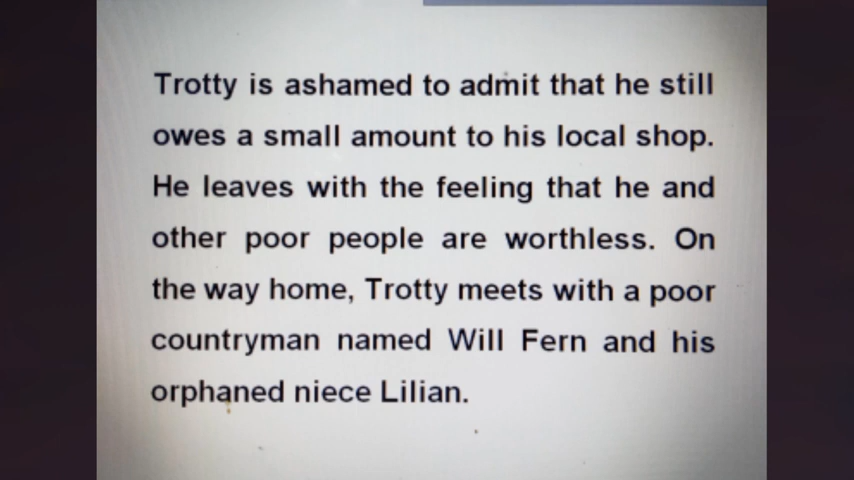 Trotty is ashamed to admit that he still
owes a small amount to his local shop.
He leaves with the feeling that he and
other poor people are worthless. On
the way home, Trotty meets with a poor
countryman named Will Fern and his
orphaned niece Lilian.